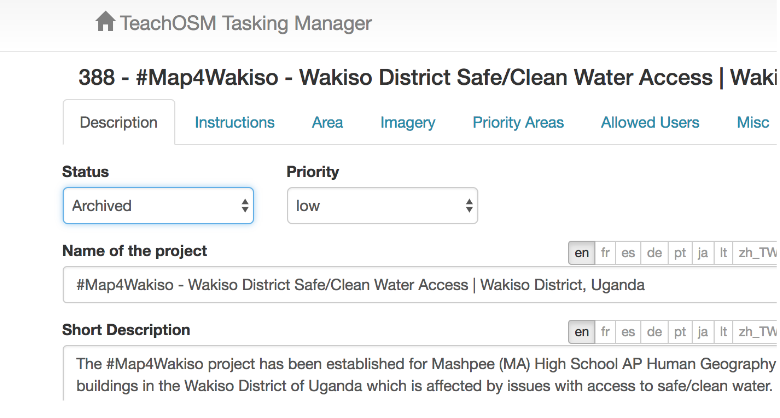 TeachOSM Tasking Manager
388 - #Map4Wakiso - Wakiso District Safe/Clean Water Access | Waki
Description Instructions Area Imagery Priority Areas Allowed Users Misc
Status Priority
Archived low
Name of the project en fr es de pt ja lt zh_TW
#Map4Wakiso - Wakiso District Safe/Clean Water Access | Wakiso District, Uganda
Short Description en fr es de pt ja lt zh_TW
The #Map4Wakiso project has been established for Mashpee (MA) High School AP Human Geography
buildings in the Wakiso District of Uganda which is affected by issues with access to safe/clean water.